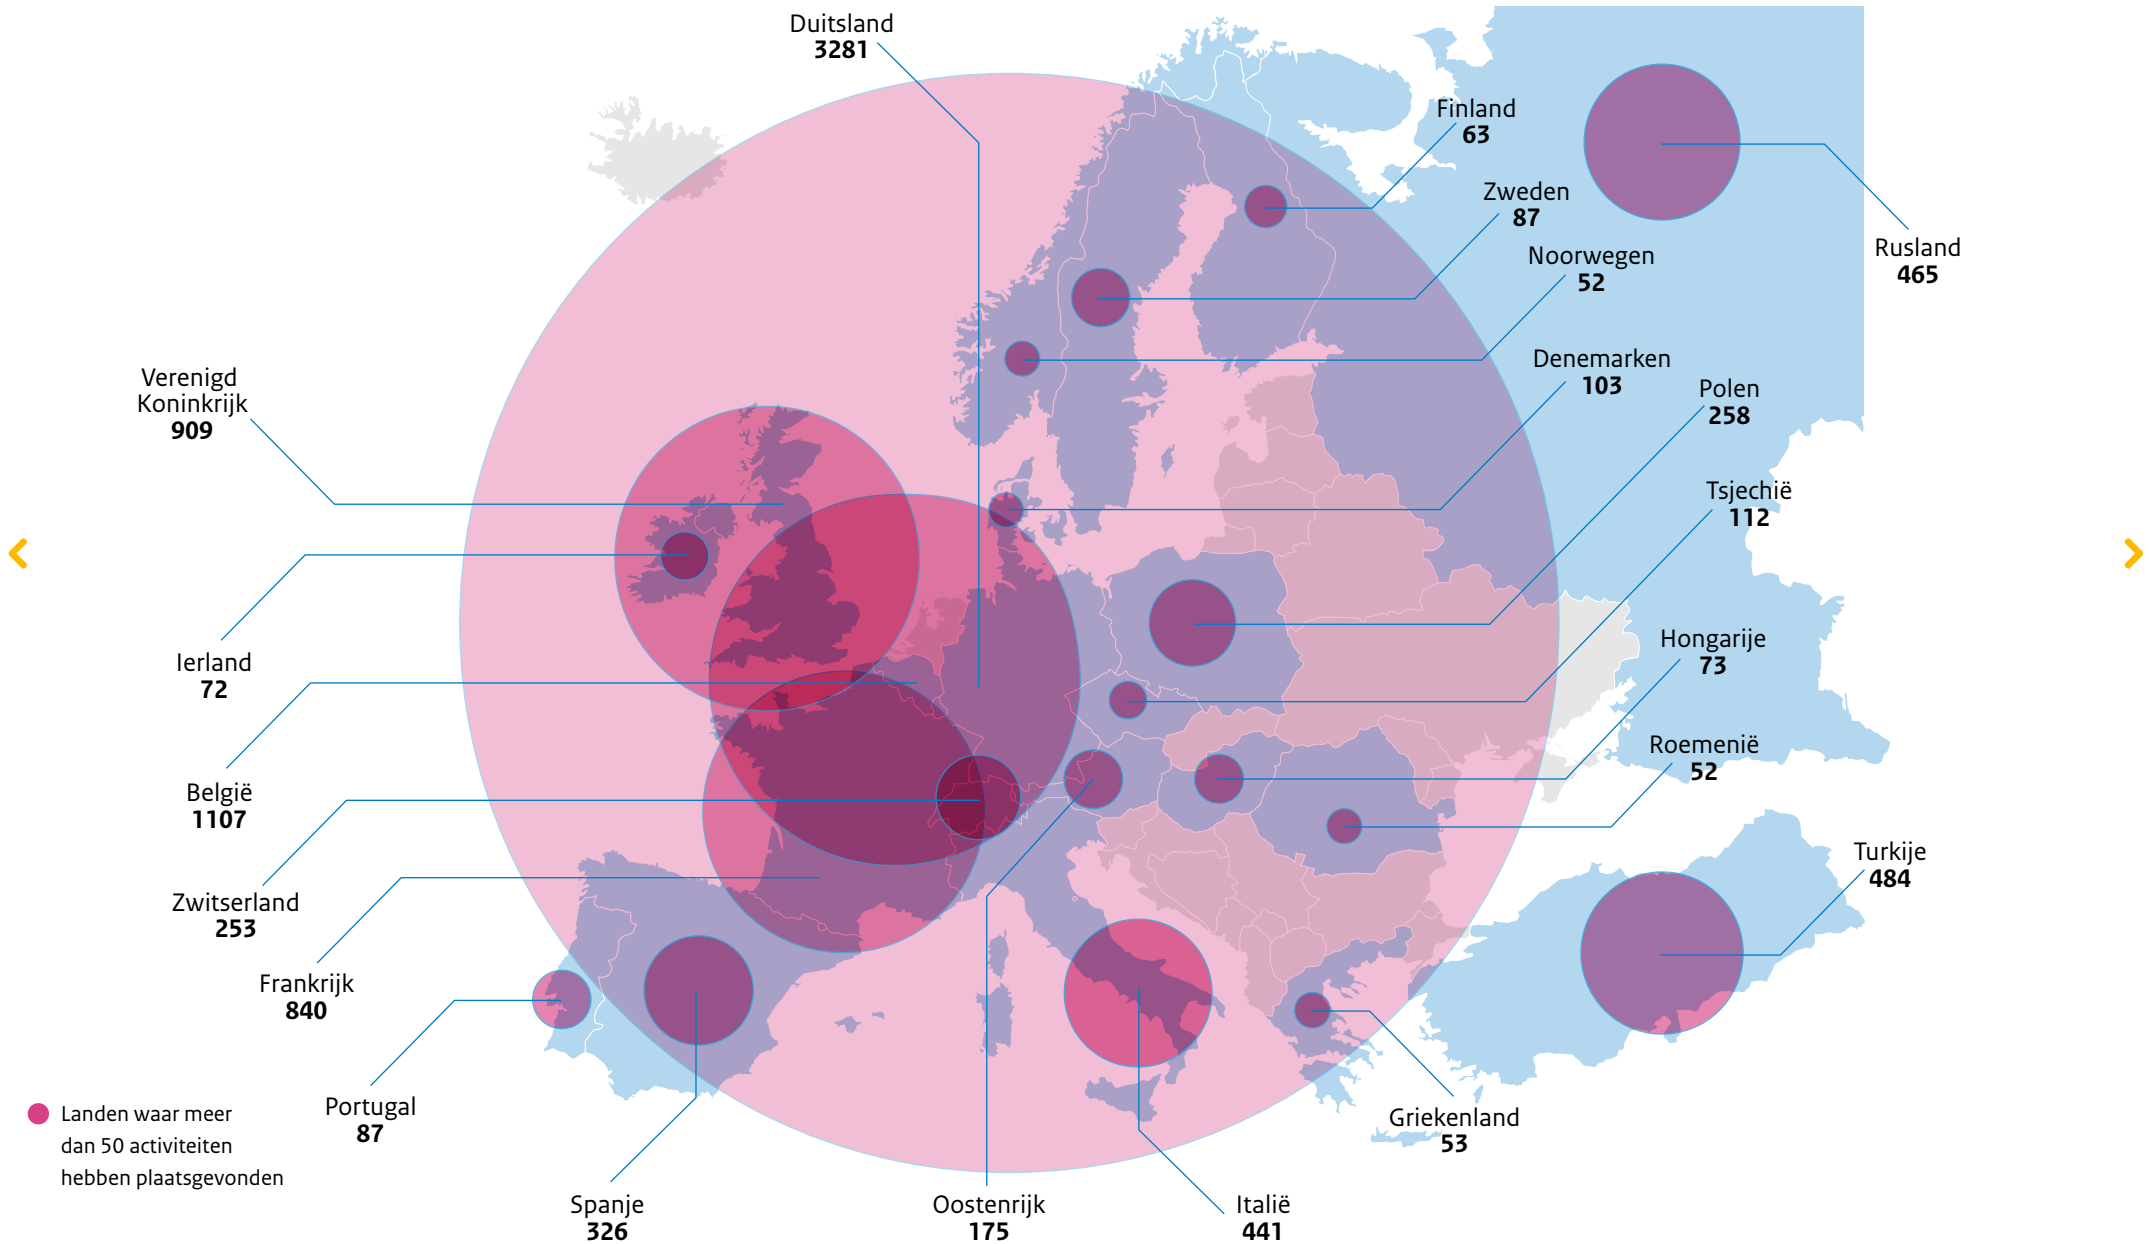 Duitsland
3281
Finland
63
Zweden
87
Noorwegen
52
Rusland
465
Denemarken
103
Verenigd
Koninkrijk
909
Polen
258
Tsjechië
112
Ierland
72
Hongarije
73
Roemenië
52
België
1107
Turkije
484
Zwitserland
253
Frankrijk
840
Portugal
87
Griekenland
53
Landen waar meer
dan 50 activiteiten
hebben plaatsgevonden
Spanje
326
Oostenrijk
175
Italië
441